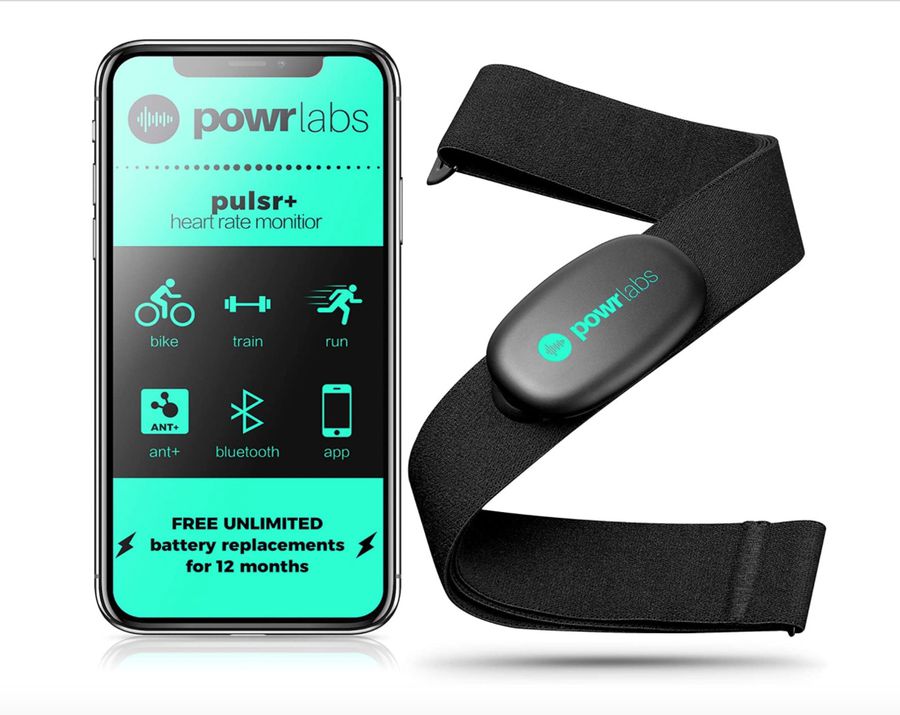 powrlabs
pulsr+
heart rate monitior
bike
train
run
ANT+
ant+
bluetooth
app
FREE UNLIMITED
battery replacements
for 12 months
powrlabs